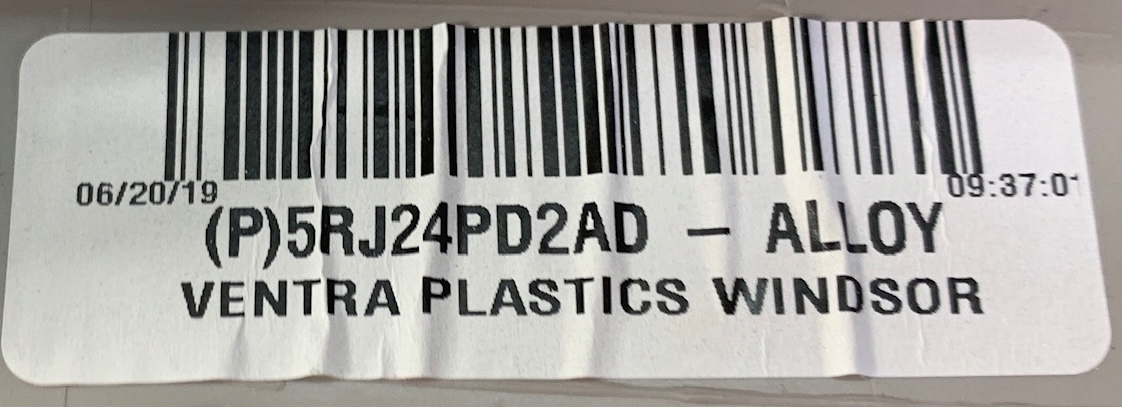 06/20/19 09:37:01
(P)5RJ24PD2AD – ALLOY
VENTRA PLASTICS WINDSOR